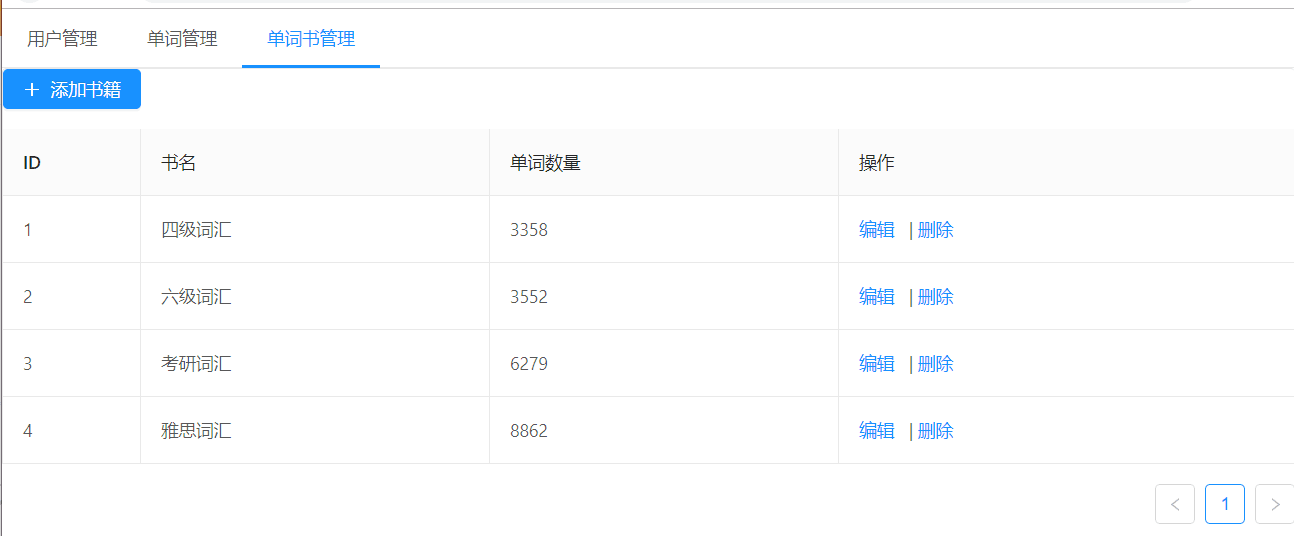 用户管理 单词管理 单词书管理
+ 添加书籍
ID 书名 单词数量 操作
1 四级词汇 3358 编辑 | 删除
2 六级词汇 3552 编辑 | 删除
3 考研词汇 6279 编辑 | 删除
4 雅思词汇 8862 编辑 | 删除
< 1 >